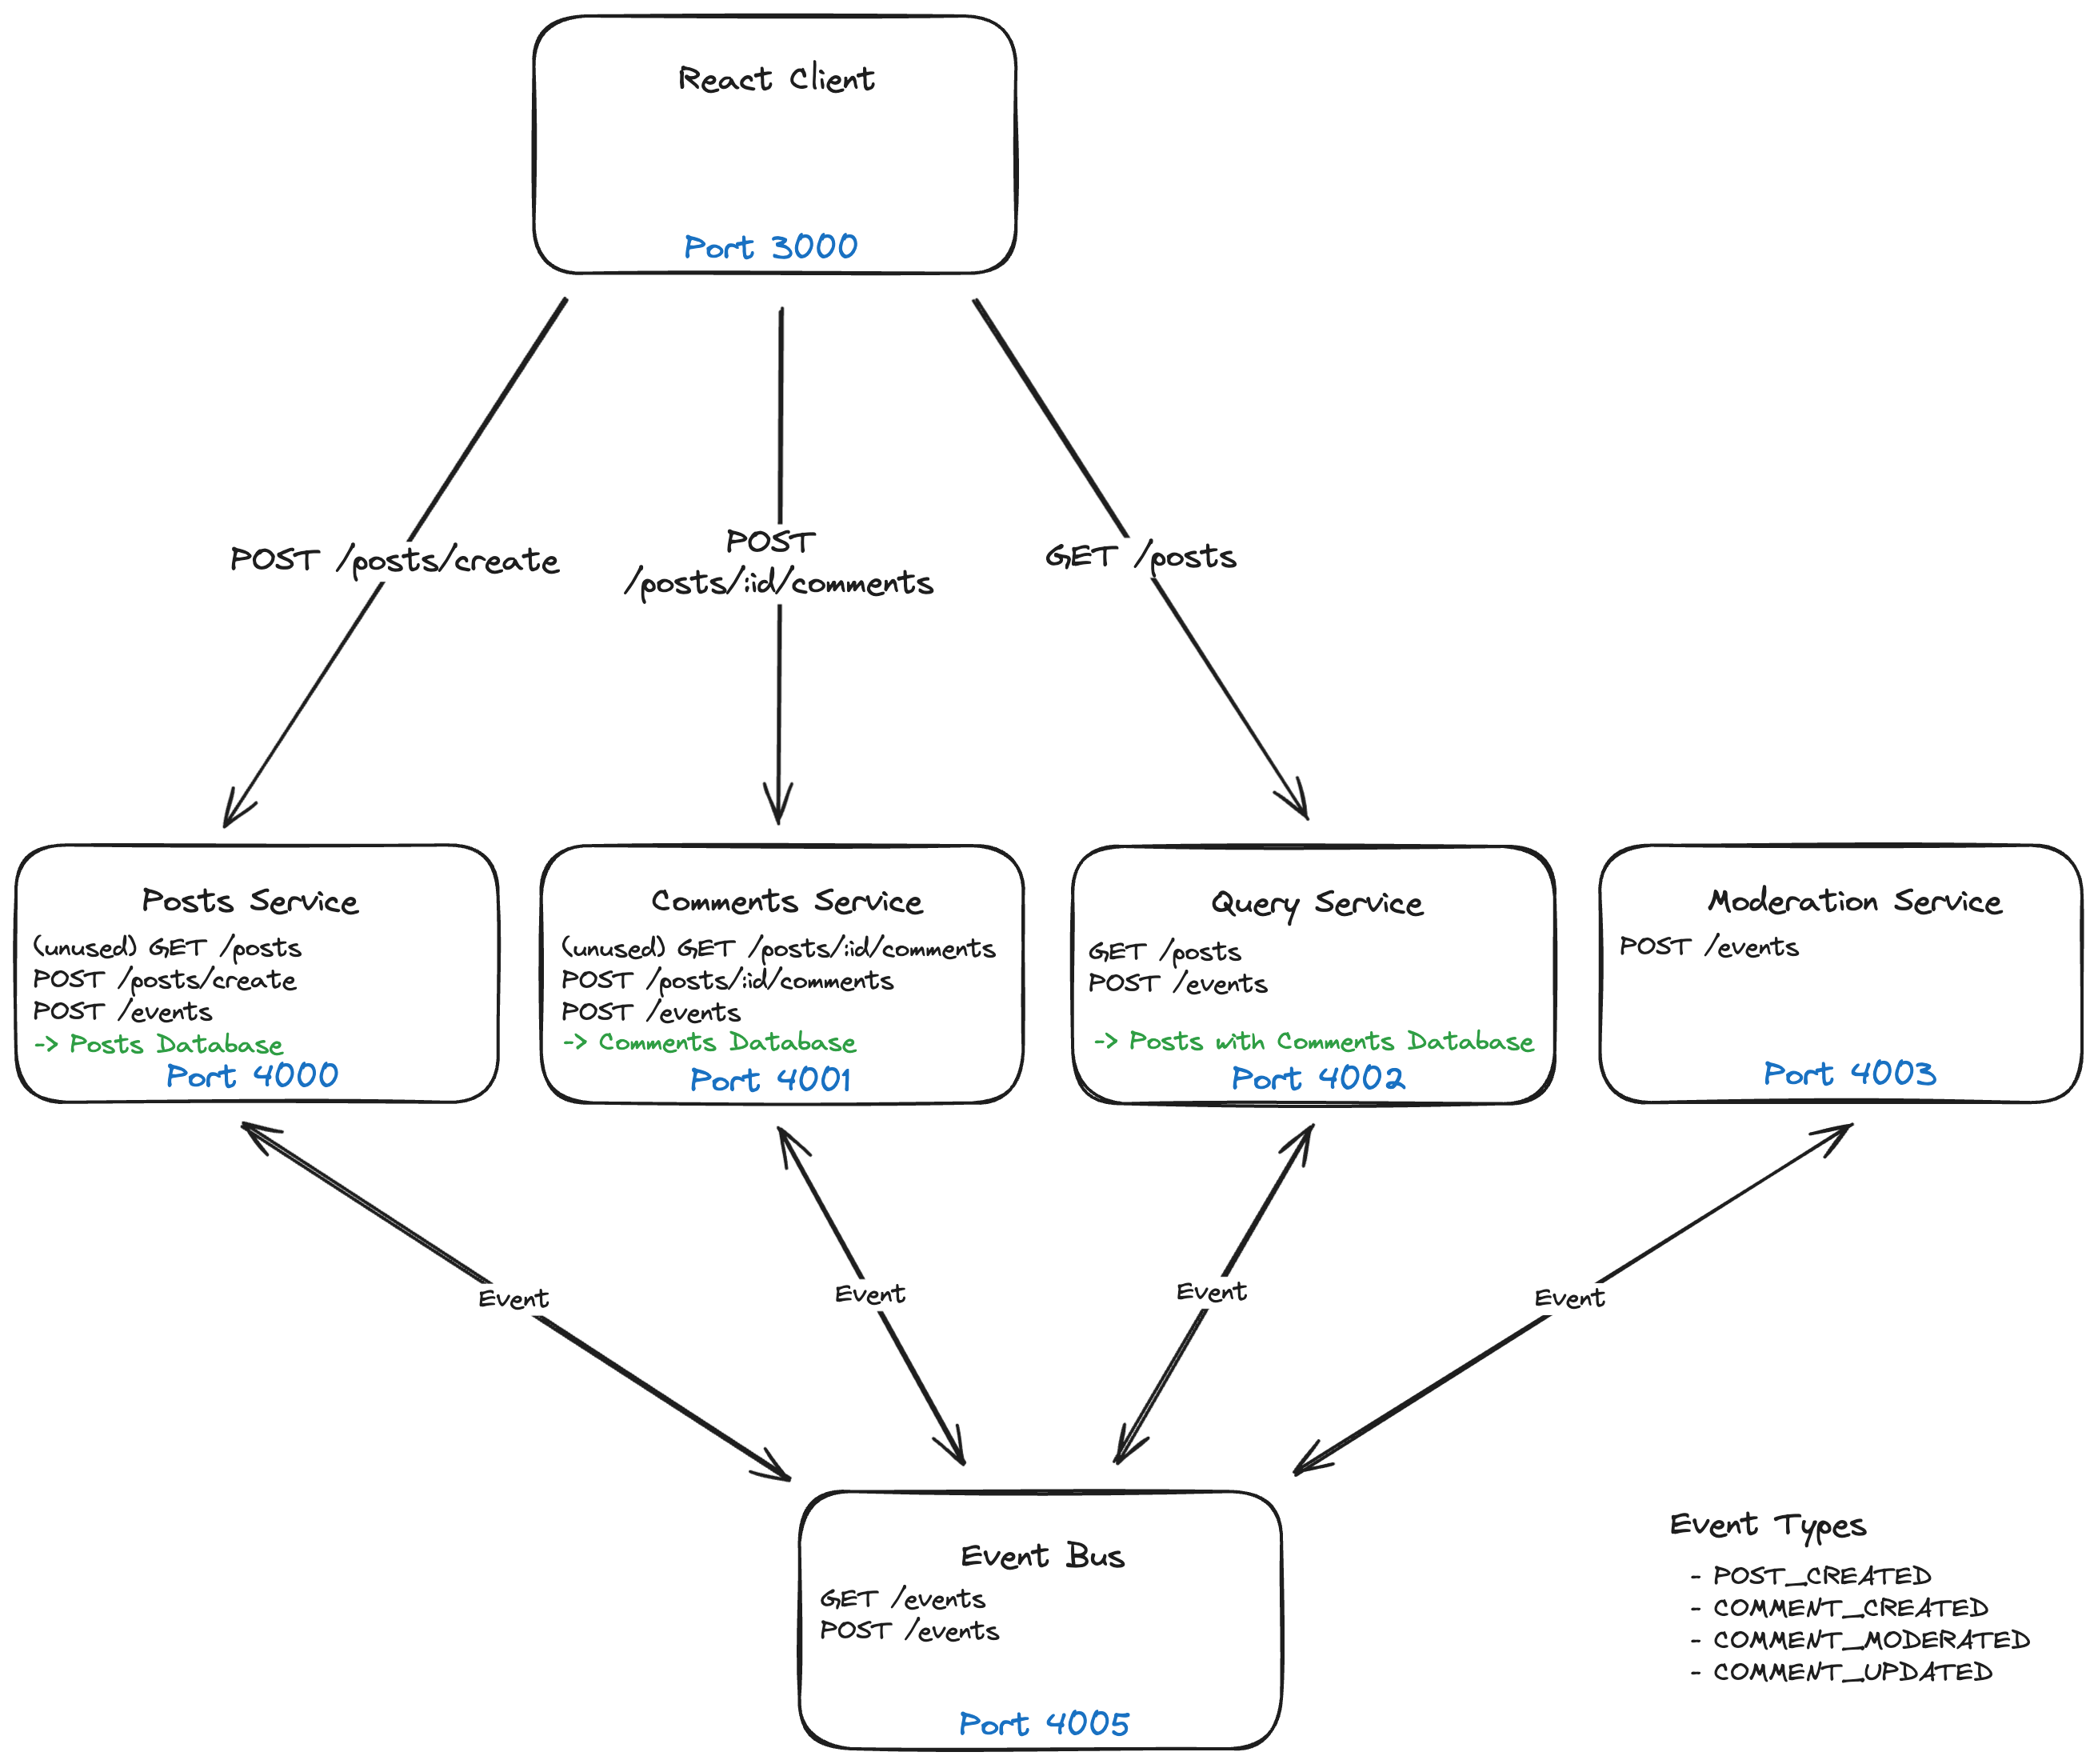 React Client
Port 3000
POST /posts/create
POST
/posts/:id/comments
GET /posts
Posts Service
(unused) GET /posts
POST /posts/create
POST /events
-> Posts Database
Port 4000
Comments Service
(unused) GET /posts/:id/comments
POST /posts/:id/comments
POST /events
-> Comments Database
Port 4001
Query Service
GET /posts
POST /events
-> Posts with Comments Database
Port 4002
Moderation Service
POST /events
Port 4003
Event
Event
Event
Event
Event Bus
GET /events
POST /events
Port 4005
Event Types
- POST_CREATED
- COMMENT_CREATED
- COMMENT_MODERATED
- COMMENT_UPDATED